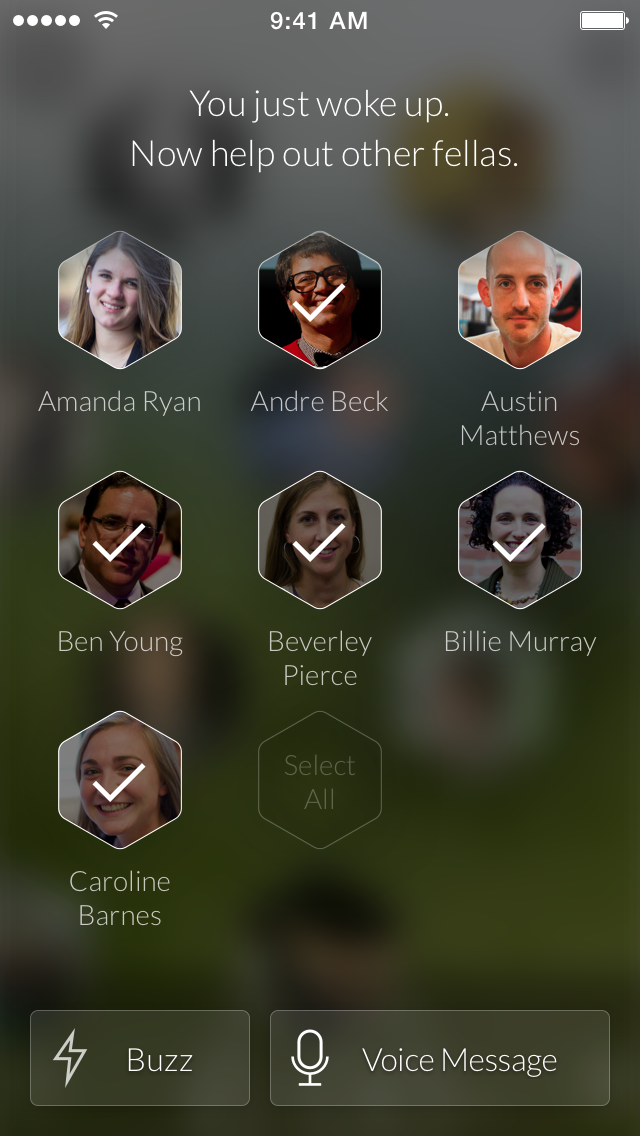 9:41 AM
You just woke up.
Now help out other fellas.
Amanda Ryan
Andre Beck
Austin
Matthews
Ben Young
Beverley
Pierce
Billie Murray
Select
All
Caroline
Barnes
Buzz
Voice Message